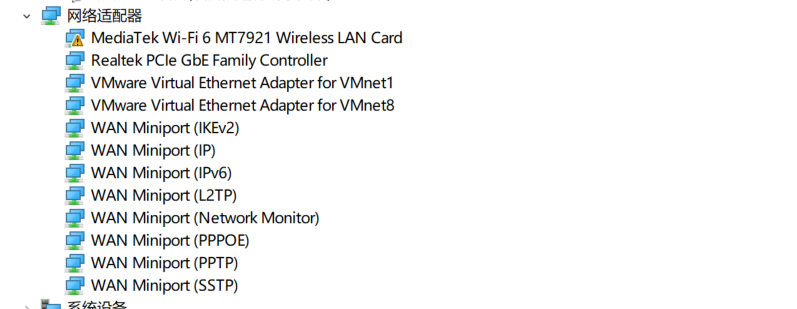 网络适配器
MediaTek Wi-Fi 6 MT7921 Wireless LAN Card
Realtek PCIe GbE Family Controller
VMware Virtual Ethernet Adapter for VMnet1
VMware Virtual Ethernet Adapter for VMnet8
WAN Miniport (IKEv2)
WAN Miniport (IP)
WAN Miniport (IPv6)
WAN Miniport (L2TP)
WAN Miniport (Network Monitor)
WAN Miniport (PPPOE)
WAN Miniport (PPTP)
WAN Miniport (SSTP)
系统设备